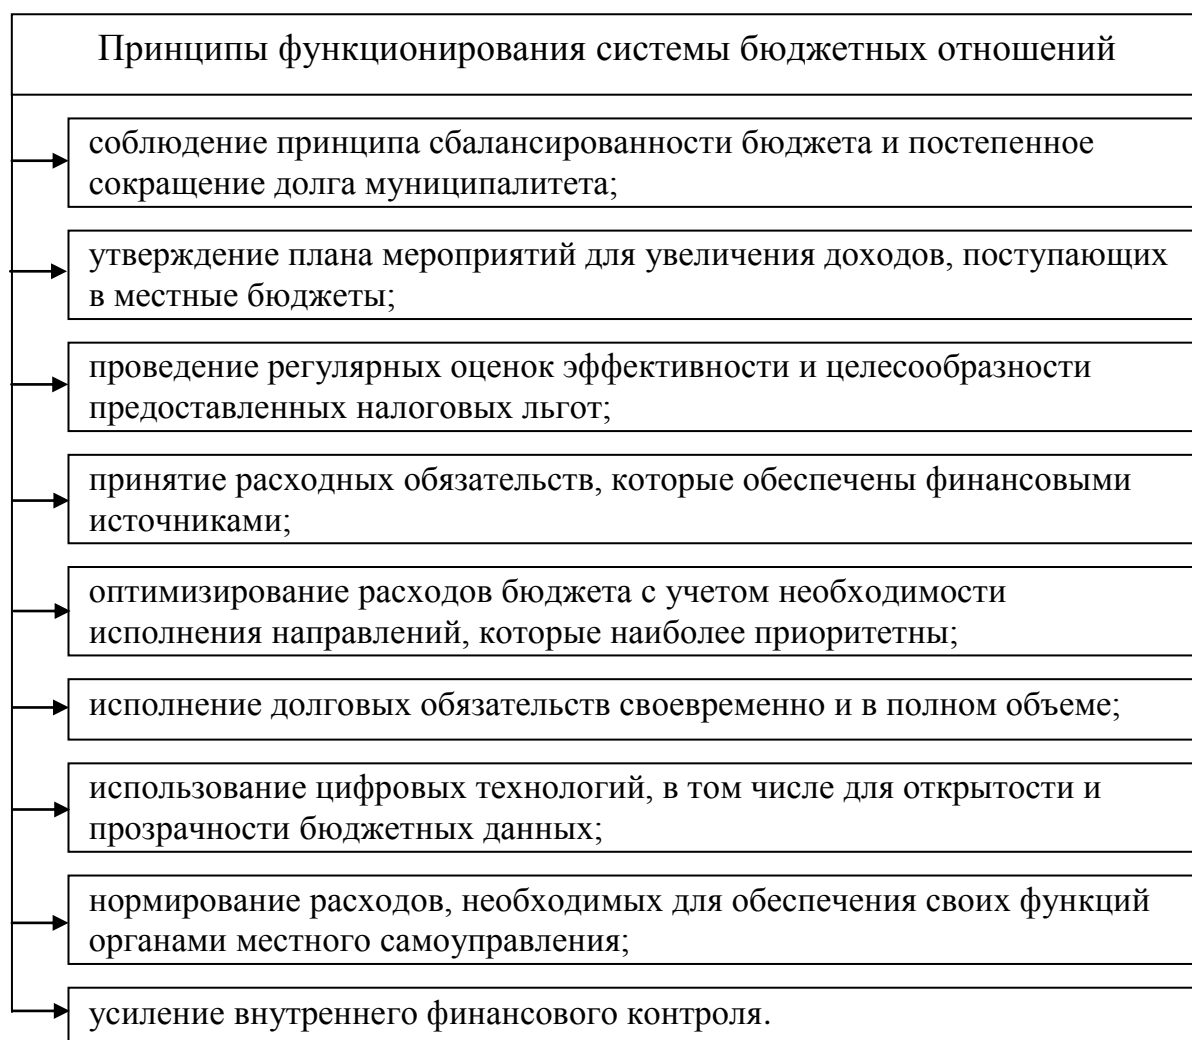 Принципы функционирования системы бюджетных отношений
соблюдение принципа сбалансированности бюджета и постепенное
сокращение долга муниципалитета;
утверждение плана мероприятий для увеличения доходов, поступающих
в местные бюджеты;
проведение регулярных оценок эффективности и целесообразности
предоставленных налоговых льгот;
принятие расходных обязательств, которые обеспечены финансовыми
источниками;
оптимизирование расходов бюджета с учетом необходимости
исполнения направлений, которые наиболее приоритетны;
исполнение долговых обязательств своевременно и в полном объеме;
использование цифровых технологий, в том числе для открытости и
прозрачности бюджетных данных;
нормирование расходов, необходимых для обеспечения своих функций
органами местного самоуправления;
усиление внутреннего финансового контроля.